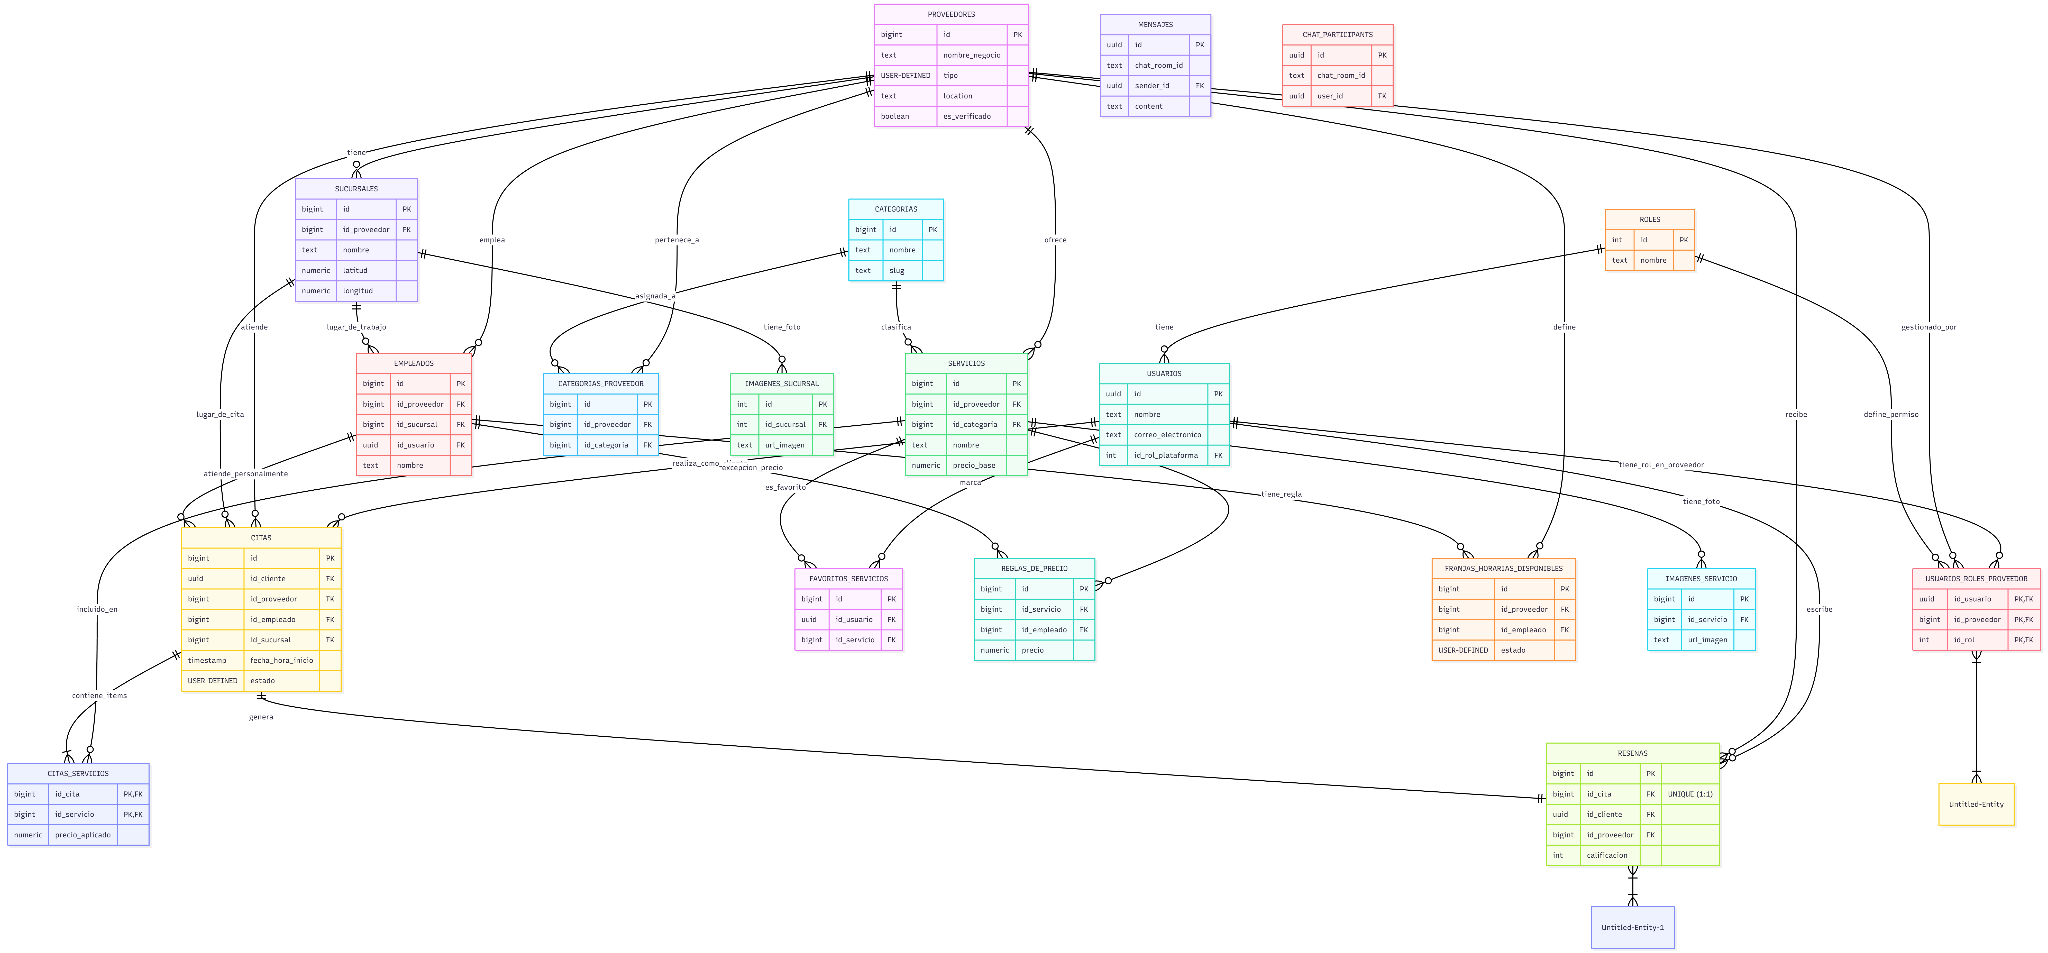 PROVEEDORES
bigint id PK
text nombre_negocio
USER-DEFINED tipo
text location
boolean es_verificado
MENSAJES
uuid id PK
text chat_room_id
uuid sender_id FK
text content
CHAT_PARTICIPANTS
uuid id PK
text chat_room_id
uuid user_id FK
tiene
SUCURSALES
bigint id PK
bigint id_proveedor FK
text nombre
numeric latitud
numeric longitud
CATEGORIAS
bigint id PK
text nombre
text slug
ROLES
int id PK
text nombre
emplea
pertenece_a
ofrece
asignada_a
atiende
lugar_de_trabajo
tiene_foto
clasifica
tiene
define
gestionado_por
EMPLEADOS
bigint id PK
bigint id_proveedor FK
bigint id_sucursal FK
uuid id_usuario FK
text nombre
CATEGORIAS_PROVEEDOR
bigint id PK
bigint id_proveedor FK
bigint id_categoria FK
IMAGENES_SUCURSAL
int id PK
int id_sucursal FK
text url_imagen
SERVICIOS
bigint id PK
bigint id_proveedor FK
bigint id_categoria FK
text nombre
numeric precio_base
USUARIOS
uuid id PK
text nombre
text correo_electronico
int id_rol_plataforma FK
lugar_de_cita
recibe
define_permiso
atiende_personalmente
realiza_como
excepcion_precio
es_favorito
marca
tiene_regla
tiene_rol_en_proveedor
tiene_foto
CITAS
bigint id PK
uuid id_cliente FK
bigint id_proveedor FK
bigint id_empleado FK
bigint id_sucursal FK
timestamp fecha_hora_inicio
USER-DEFINED estado
FAVORITOS_SERVICIOS
bigint id PK
uuid id_usuario FK
bigint id_servicio FK
REGLAS_DE_PRECIO
bigint id PK
bigint id_servicio FK
bigint id_empleado FK
numeric precio
FRANJAS_HORARIAS_DISPONIBLES
bigint id PK
bigint id_proveedor FK
bigint id_empleado FK
USER-DEFINED estado
IMAGENES_SERVICIO
bigint id PK
bigint id_servicio FK
text url_imagen
USUARIOS_ROLES_PROVEEDOR
uuid id_usuario PK,FK
bigint id_proveedor PK,FK
int id_rol PK,FK
incluido_en
escribe
contiene_items
genera
CITAS_SERVICIOS
bigint id_cita PK,FK
bigint id_servicio PK,FK
numeric precio_aplicado
RESENAS
bigint id PK
bigint id_cita FK UNIQUE (1:1)
uuid id_cliente FK
bigint id_proveedor FK
int calificacion
Untitled-Entity
Untitled-Entity-1